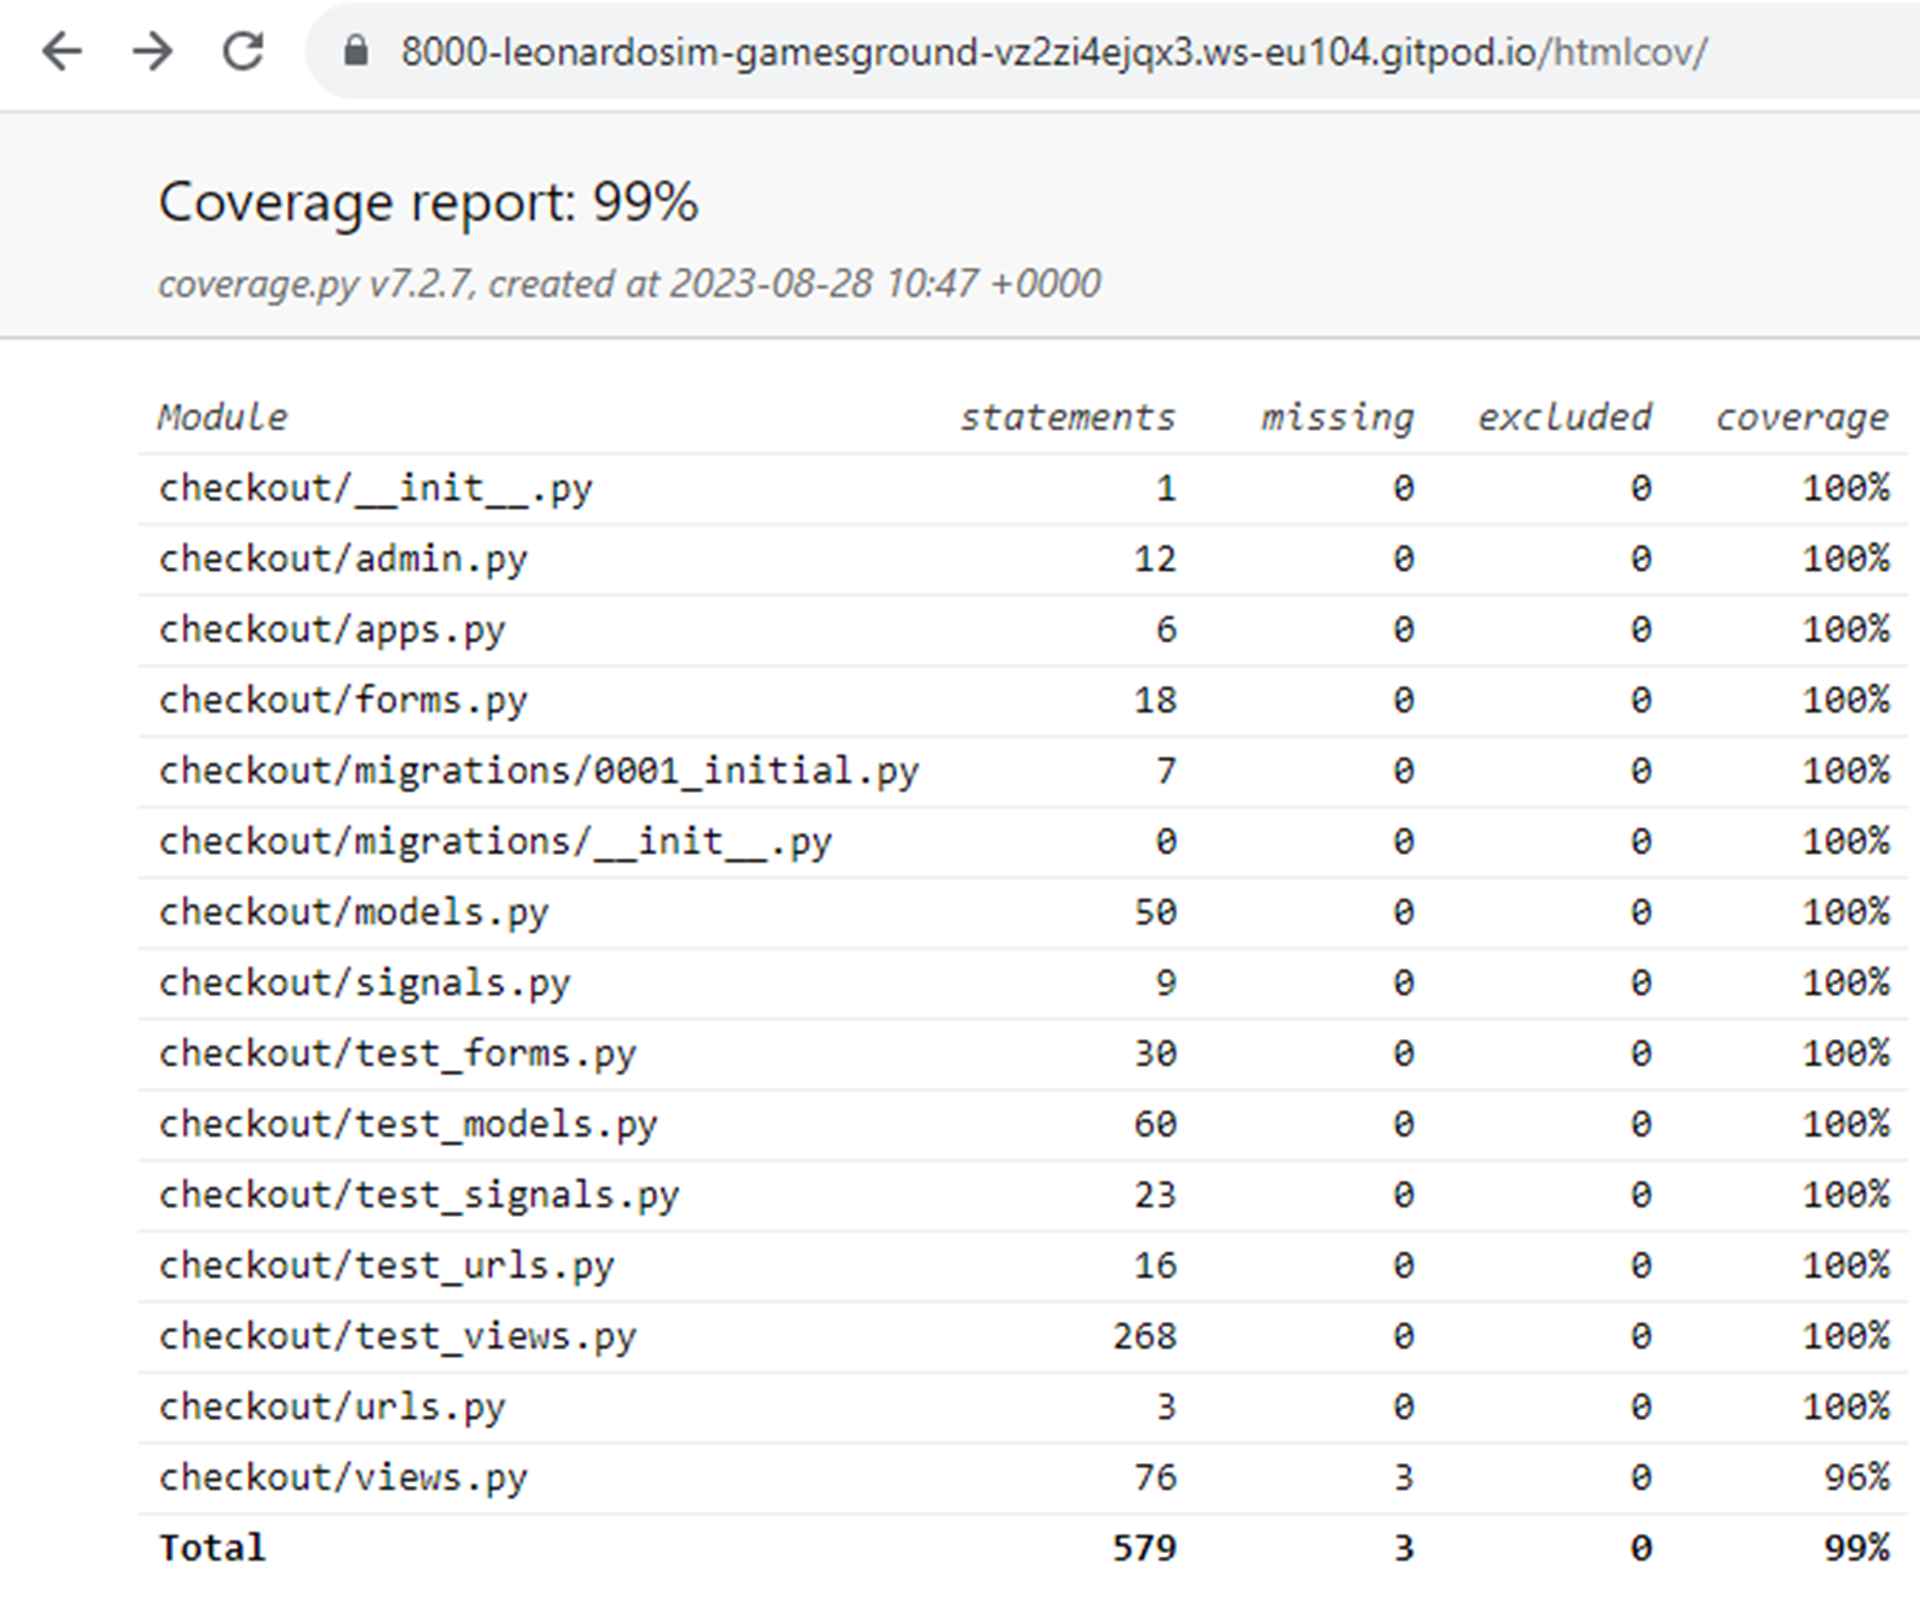 8000-leonardosim-gamesground-vz2zi4ejqx3.ws-eu104.gitpod.io/htmlcov/
Coverage report: 99%
coverage.py v7.2.7, created at 2023-08-28 10:47 +0000
Module statements missing excluded coverage
checkout/__init__.py 1 0 0 100%
checkout/admin.py 12 0 0 100%
checkout/apps.py 6 0 0 100%
checkout/forms.py 18 0 0 100%
checkout/migrations/0001_initial.py 7 0 0 100%
checkout/migrations/__init__.py 0 0 0 100%
checkout/models.py 50 0 0 100%
checkout/signals.py 9 0 0 100%
checkout/test_forms.py 30 0 0 100%
checkout/test_models.py 60 0 0 100%
checkout/test_signals.py 23 0 0 100%
checkout/test_urls.py 16 0 0 100%
checkout/test_views.py 268 0 0 100%
checkout/urls.py 3 0 0 100%
checkout/views.py 76 3 0 96%
Total 579 3 0 99%